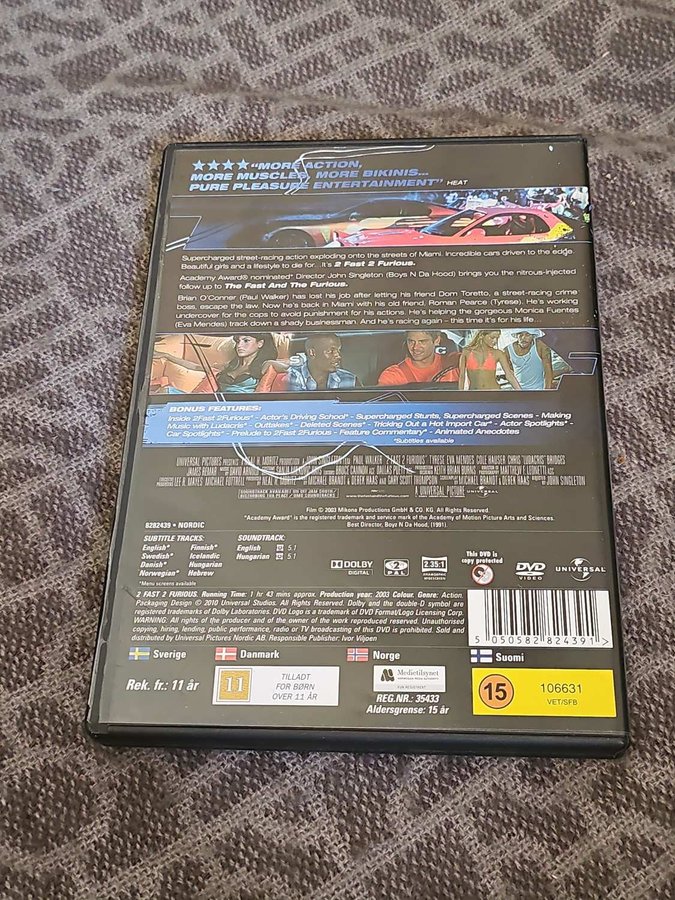 ★★★★ "MORE ACTION,
MORE MUSCLES, MORE BIKINIS...
PURE PLEASURE ENTERTAINMENT" HEAT
Supercharged street-racing action exploding onto the streets of Miami. Incredible cars driven to the edge.
Beautiful girls and a lifestyle to die for... it's 2 Fast 2 Furious.
Academy Award® nominated* Director John Singleton (Boys N Da Hood) brings you the nitrous-injected
follow up to The Fast And The Furious.
Brian O'Conner (Paul Walker) has lost his job after letting his friend Dom Toretto, a street-racing crime
boss, escape the law. Now he's back in Miami with his old friend, Roman Pearce (Tyrese). He's working
undercover for the cops to avoid punishment for his actions. He's helping the gorgeous Monica Fuentes
(Eva Mendes) track down a shady businessman. And he's racing again – this time it's for his life...
BONUS FEATURES:
Inside 2Fast 2Furious* - Actor's Driving School* - Supercharged Stunts, Supercharged Scenes - Making
Music with Ludacris* - Outtakes* - Deleted Scenes* - Tricking Out a Hot Import Car* - Actor Spotlights* -
Car Spotlights* - Prelude to 2Fast 2Furious - Feature Commentary* - Animated Anecdotes
*Subtitles available
A UNIVERSAL PICTURE
UNIVERSAL
Film © 2003 Mikona Productions GmbH & CO. KG. All Rights Reserved.
"Academy Award" is the registered trademark and service mark of the Academy of Motion Picture Arts and Sciences.
Best Director, Boyz N Da Hood, (1991)
8282439 • NORDIC
SUBTITLE TRACKS:
English* Finnish*
Swedish* Icelandic
Danish* Hungarian
Norwegian* Hebrew
*Menu screens available
SOUNDTRACK:
English 5.1
Hungarian 5.1
DOLBY
DIGITAL
2
PAL
2.35:1
This DVD is
copy protected
DVD
VIDEO
UNIVERSAL
2 FAST 2 FURIOUS. Running Time: 1 hr 43 mins approx. Production year: 2003 Colour. Genre: Action.
Packaging Design © 2010 Universal Studios. All Rights Reserved. Dolby and the double-D symbol are
registered trademarks of Dolby Laboratories. DVD Logo is a trademark of DVD Format/Logo Licensing Corp.
WARNING: All rights of the producer and of the owner of the work reproduced reserved. Unauthorised
copying, hiring, lending, public performance, radio or TV broadcasting of this DVD is prohibited. Sold and
distributed by Universal Pictures Nordic AB. Responsible Publisher: Ivor Vijoen
5 050582 824391 >
Sverige
Danmark
Norge
Suomi
Rek. fr.: 11 år
11
TILLADT
FOR BØRN
OVER 11 ÅR
Medietilsynet
REG.NR.: 35433
Aldersgrense: 15 år
15
106631
VET/SFB